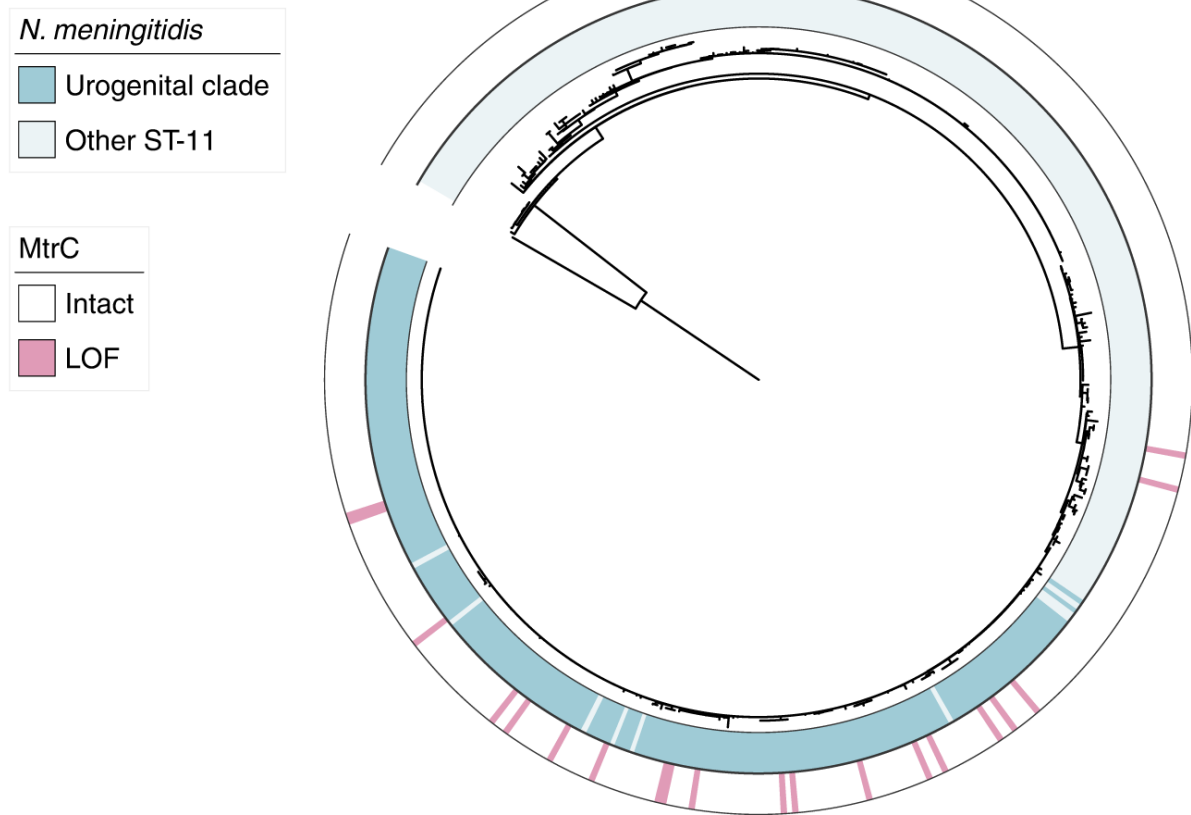 N. meningitidis
Urogenital clade
Other ST-11
MtrC
Intact
LOF